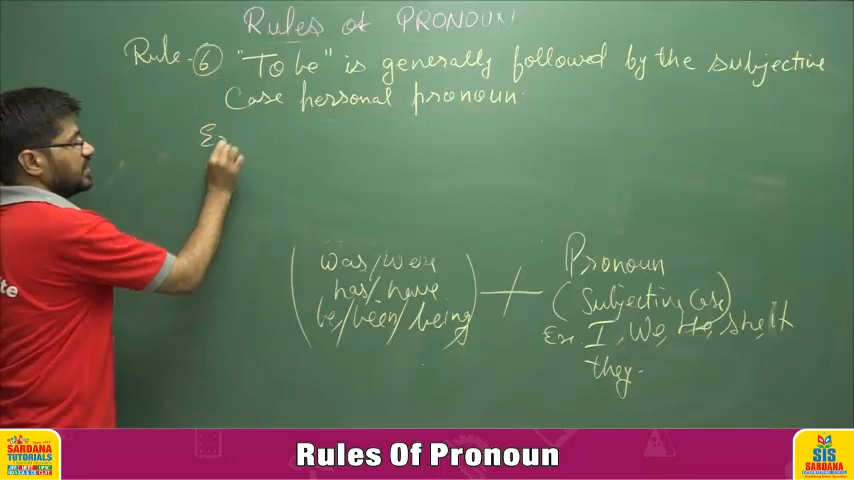 Rules of PRONOUN
Rule-6 "To be" is generally followed by the subjective
Case personal pronoun.
Ex
(was/were
has/have
be/been/being) + Pronoun
(Subjective Case)
Ex. I, We, He, She, It
they.
ite
SARDANA
TUTORIALS
Rules Of Pronoun
SIS
SARDANA